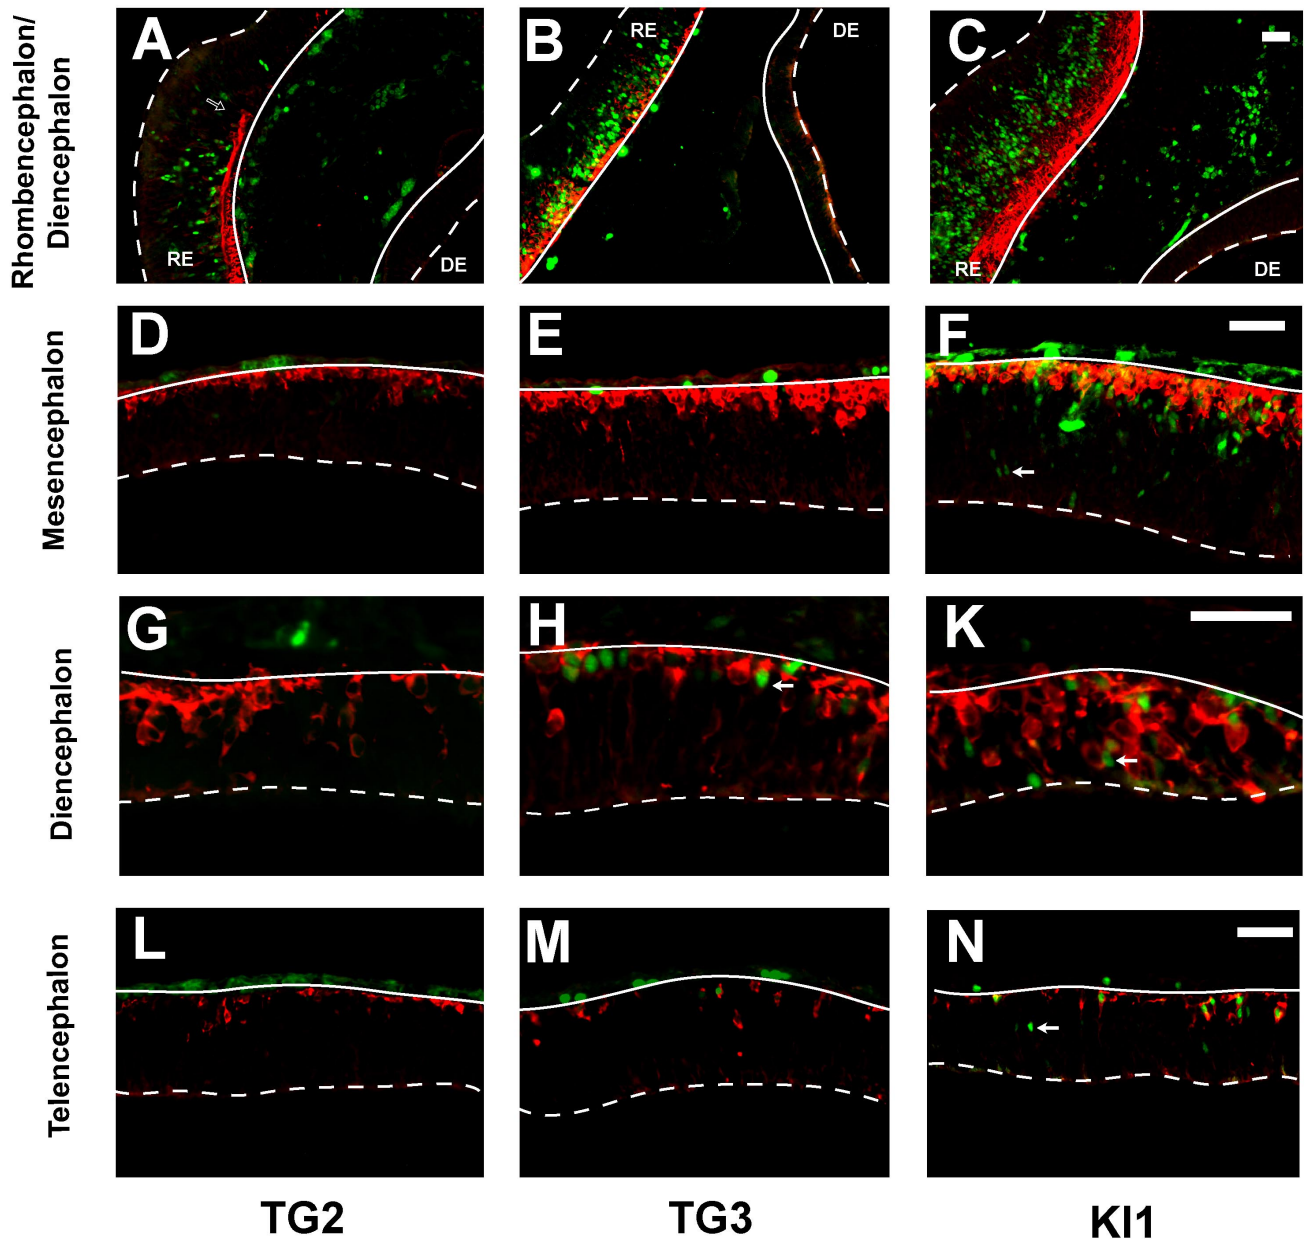 Rhombencephalon/
Diencephalon
A
RE
DE
B
RE
DE
C
RE
DE
Mesencephalon
D
E
F
Diencephalon
G
H
K
Telencephalon
L
M
N
TG2
TG3
KI1